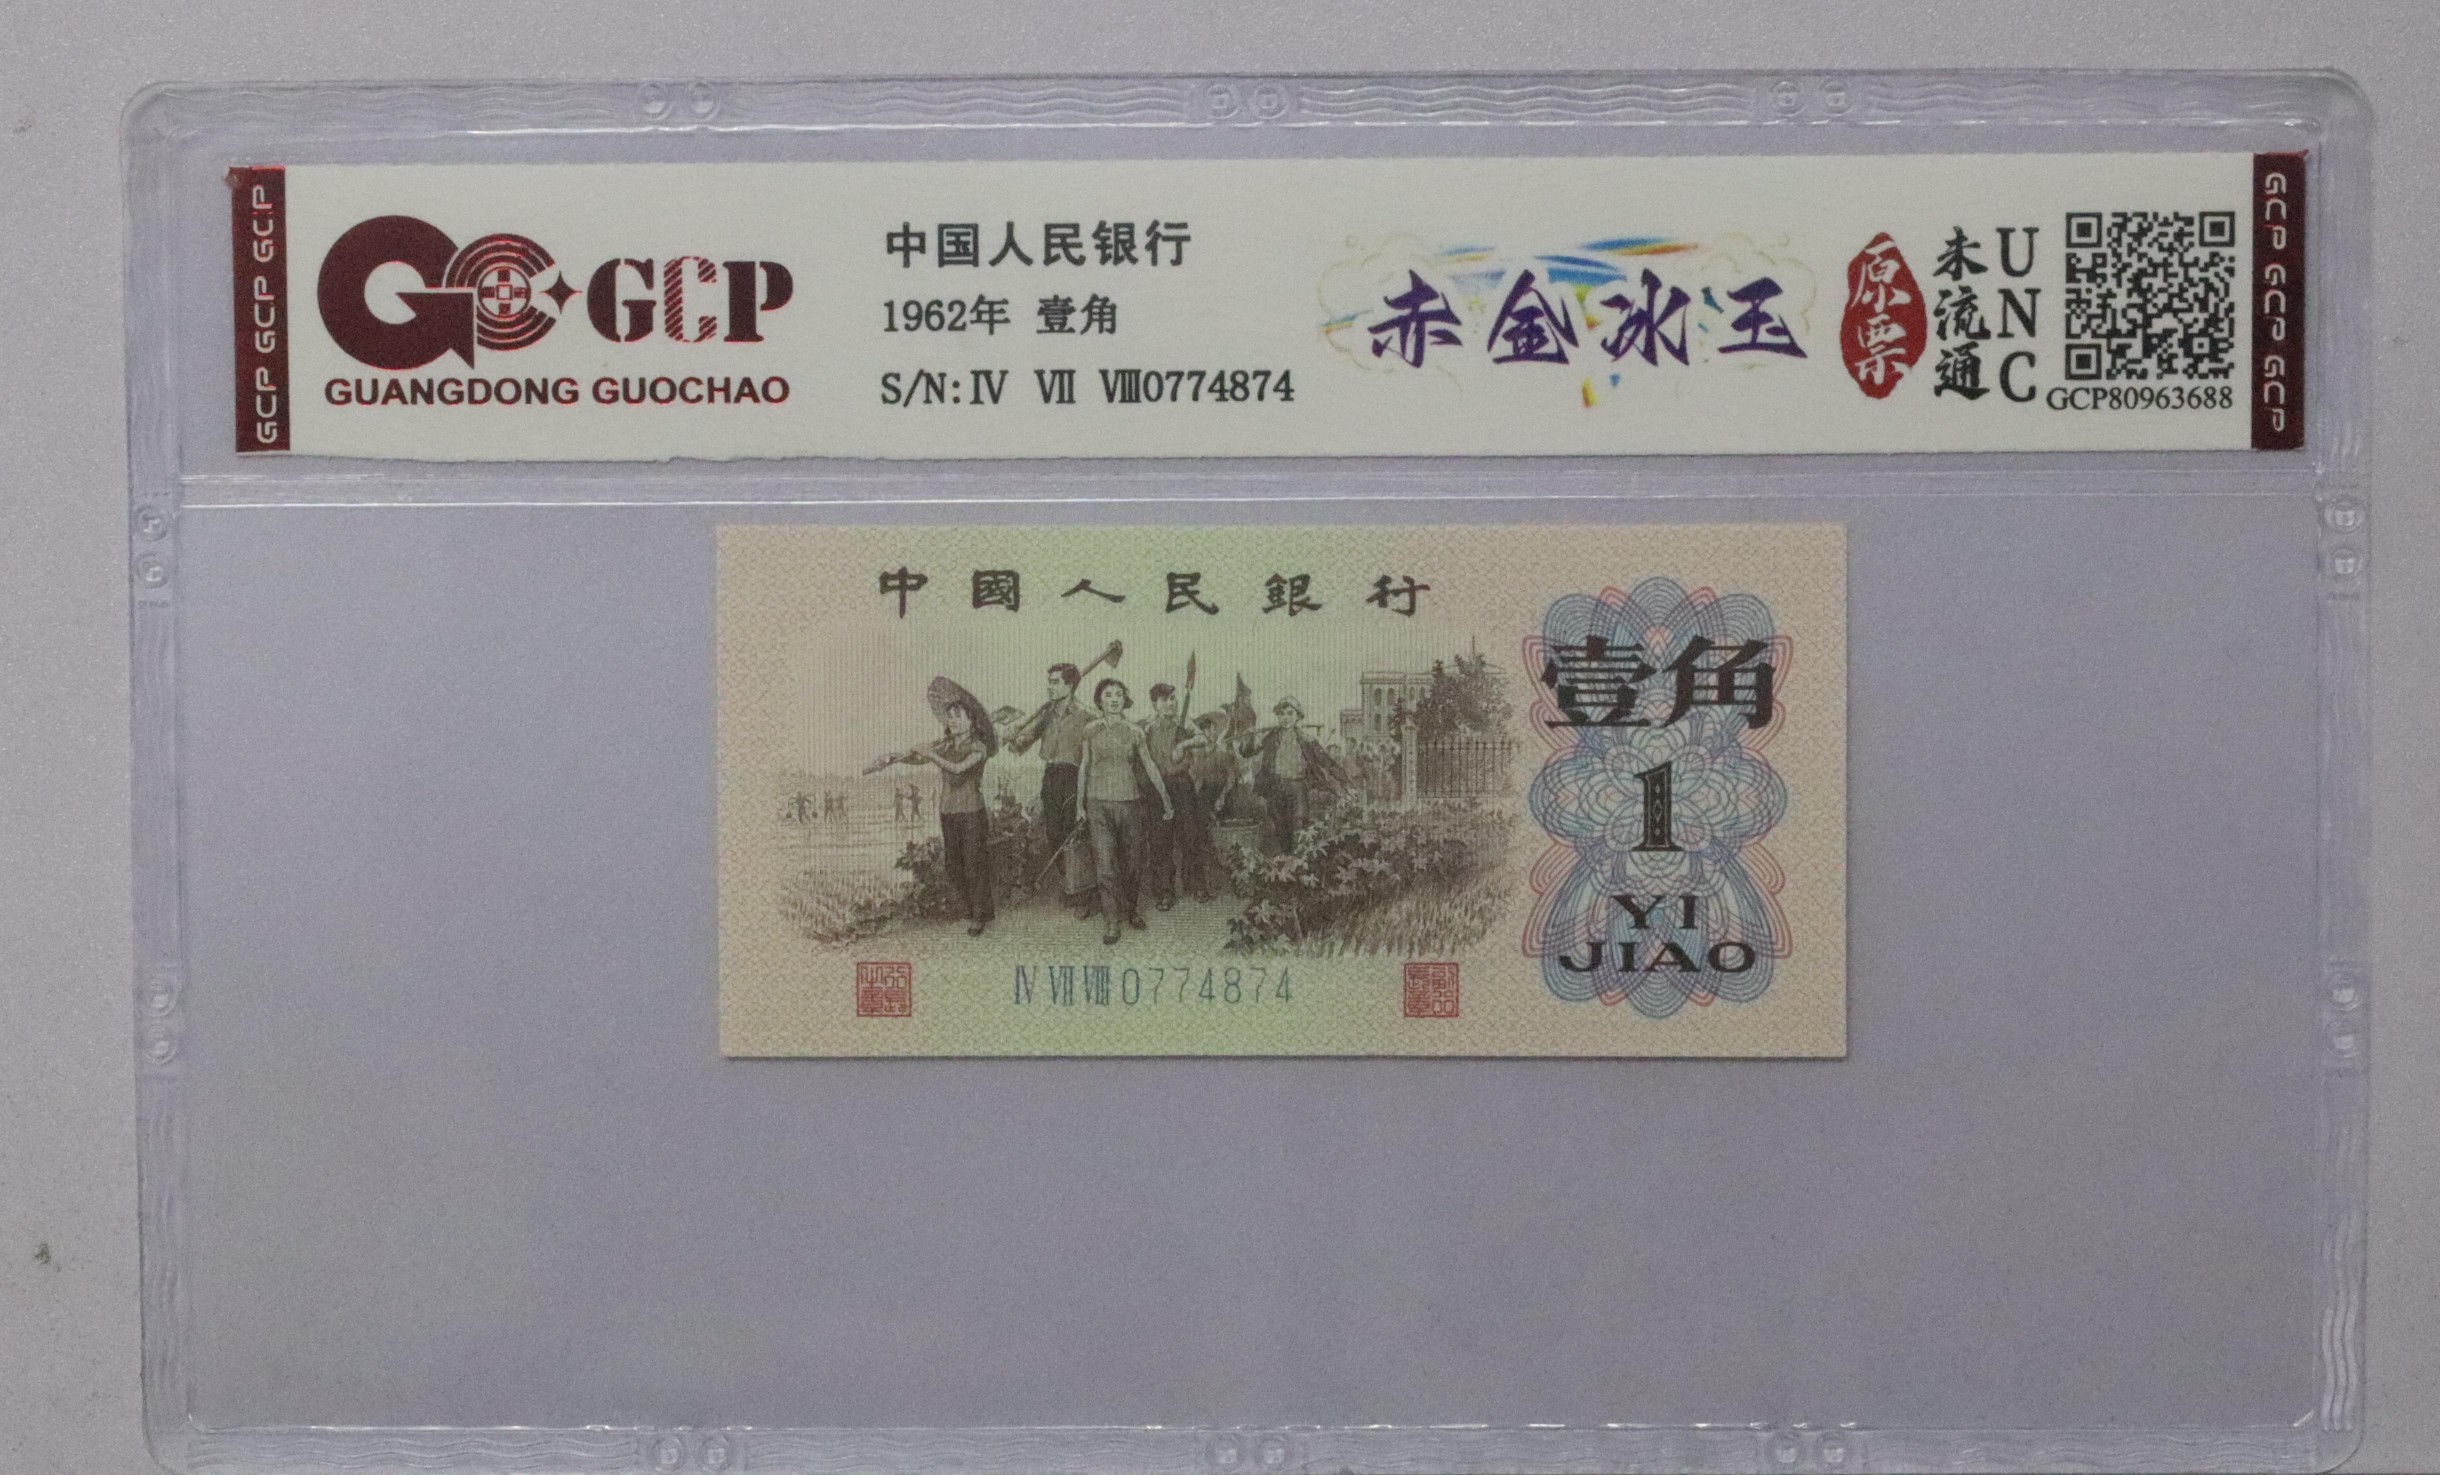 GCP GCP GCP GCP
GCP
GUANGDONG GUOCHAO
中国人民银行
1962年 壹角
S/N: Ⅳ Ⅶ Ⅷ0774874
赤金冰玉
原票
未流通
UNC
GCP80963688
GCP GCP GCP GCP
中國人民銀行
壹角
1
YI
JIAO
Ⅳ Ⅶ Ⅷ 0774874